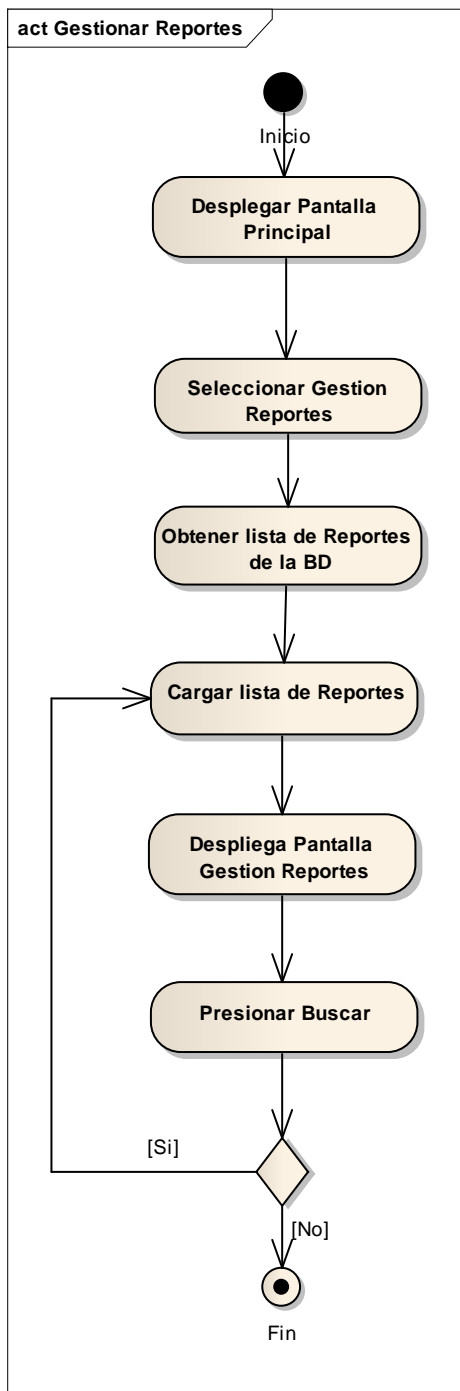 act Gestionar Reportes
Inicio
Desplegar Pantalla
Principal
Seleccionar Gestion
Reportes
Obtener lista de Reportes
de la BD
Cargar lista de Reportes
Despliega Pantalla
Gestion Reportes
Presionar Buscar
[Si]
[No]
Fin